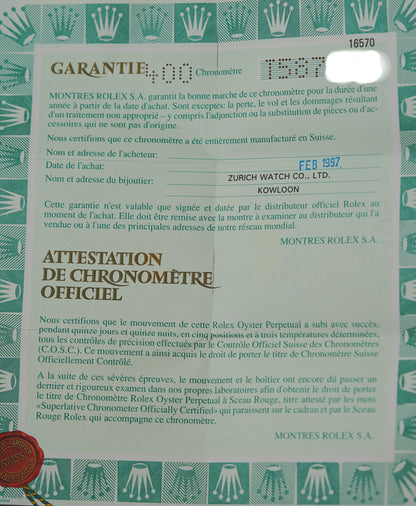 16570
GARANTIE 400 Chronomètre 1567
MONTRES ROLEX S.A. garantit la bonne marche de ce chronomètre pour la durée d'une
année à partir de la date d'achat. Sont exceptés: la perte, le vol et les dommages résultant
d'un traitement non approprié – y compris l'adjonction ou la substitution de pièces ou d'ac-
cessoires qui ne sont pas d'origine.
Nous certifions que ce chronomètre a été entièrement manufacturé en Suisse.
Nom et adresse de l'acheteur:
Date de l'achat: FEB 1997
Nom et adresse du bijoutier: ZURICH WATCH CO., LTD.
KOWLOON
Cette garantie n'est valable que signée et datée par le distributeur officiel Rolex au
moment de l'achat. Elle doit être remise avec la montre à examiner au distributeur qui l'a
vendue ou à l'une des principales adresses de notre réseau mondial.
MONTRES ROLEX S.A.
ATTESTATION
DE CHRONOMÈTRE
OFFICIEL
Nous certifions que le mouvement de cette Rolex Oyster Perpetual a subi avec succès,
pendant quinze jours et quinze nuits, en cinq positions et à trois températures déterminées,
tous les contrôles de précision effectués par le Contrôle Officiel Suisse des Chronomètres
(C.O.S.C.). Ce mouvement a ainsi acquis le droit de porter le titre de Chronomètre Suisse
Officiellement Contrôlé.
A la suite de ces sévères épreuves, le mouvement et le boîtier ont encore dû passer un
dernier et rigoureux examen dans nos propres laboratoires afin d'obtenir le droit de porter
le titre de Chronomètre Rolex Oyster Perpetual à Sceau Rouge, titre attesté par les mots
«Superlative Chronometer Officially Certified» qui paraissent sur le cadran et par le Sceau
Rouge Rolex qui accompagne ce chronomètre.
MONTRES ROLEX S.A.